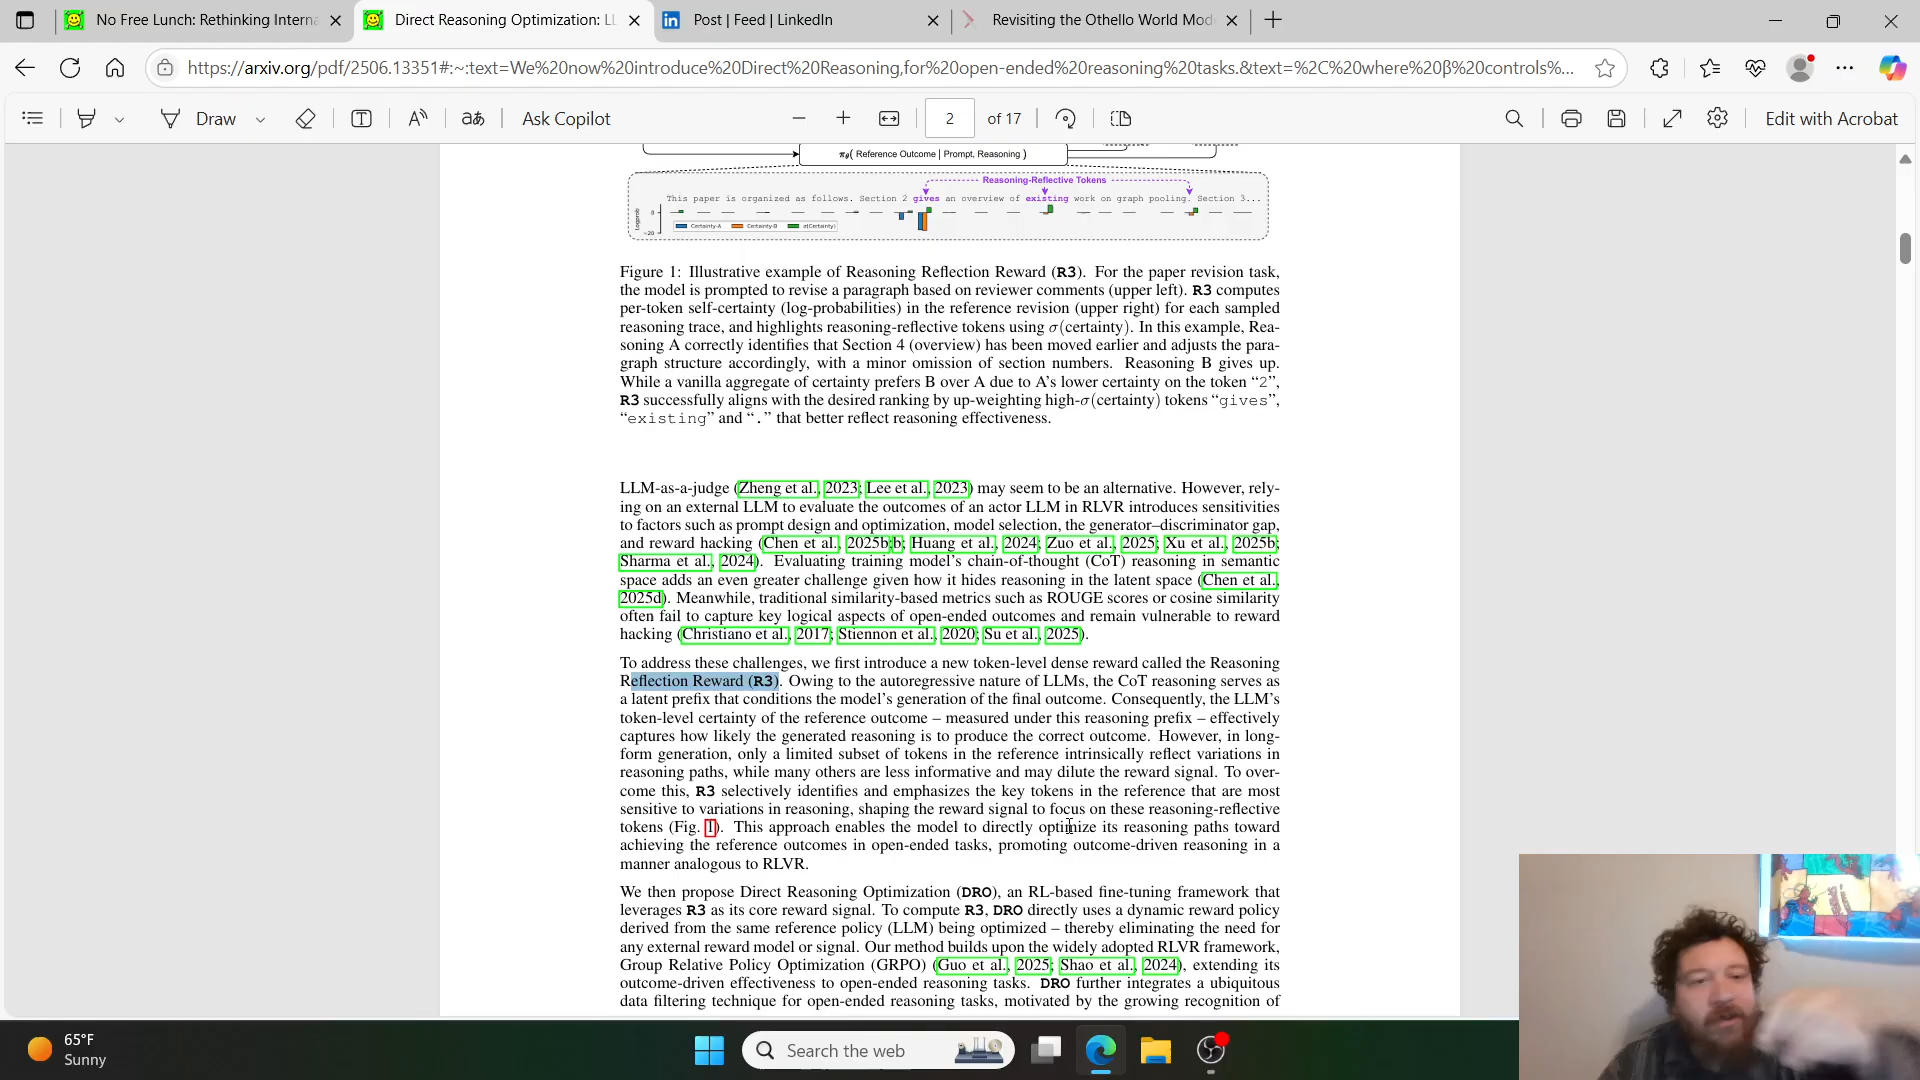 No Free Lunch: Rethinking Interna
Direct Reasoning Optimization: LL
Post | Feed | LinkedIn
Revisiting the Othello World Mode
https://arxiv.org/pdf/2506.13351#:~:text=We%20now%20introduce%20Direct%20Reasoning,for%20open-ended%20reasoning%20tasks.&text=%2C%20where%20β%20controls%...
Draw
aあ
Ask Copilot
2 of 17
Edit with Acrobat
πθ( Reference Outcome | Prompt, Reasoning )
Reasoning-Reflective Tokens
This paper is organized as follows. Section 2 gives an overview of existing work on graph pooling. Section 3...
Logprob
0
−20
Certainty-A
Certainty-B
σ(Certainty)
Figure 1: Illustrative example of Reasoning Reflection Reward (R3). For the paper revision task,
the model is prompted to revise a paragraph based on reviewer comments (upper left). R3 computes
per-token self-certainty (log-probabilities) in the reference revision (upper right) for each sampled
reasoning trace, and highlights reasoning-reflective tokens using σ(certainty). In this example, Rea-
soning A correctly identifies that Section 4 (overview) has been moved earlier and adjusts the para-
graph structure accordingly, with a minor omission of section numbers. Reasoning B gives up.
While a vanilla aggregate of certainty prefers B over A due to A's lower certainty on the token “2”,
R3 successfully aligns with the desired ranking by up-weighting high-σ(certainty) tokens “gives”,
“existing” and “.” that better reflect reasoning effectiveness.
LLM-as-a-judge (Zheng et al., 2023; Lee et al., 2023) may seem to be an alternative. However, rely-
ing on an external LLM to evaluate the outcomes of an actor LLM in RLVR introduces sensitivities
to factors such as prompt design and optimization, model selection, the generator–discriminator gap,
and reward hacking (Chen et al., 2025b;b; Huang et al., 2024; Zuo et al., 2025; Xu et al., 2025b;
Sharma et al., 2024). Evaluating training model's chain-of-thought (CoT) reasoning in semantic
space adds an even greater challenge given how it hides reasoning in the latent space (Chen et al.,
2025d). Meanwhile, traditional similarity-based metrics such as ROUGE scores or cosine similarity
often fail to capture key logical aspects of open-ended outcomes and remain vulnerable to reward
hacking (Christiano et al., 2017; Stiennon et al., 2020; Su et al., 2025).
To address these challenges, we first introduce a new token-level dense reward called the Reasoning
Reflection Reward (R3). Owing to the autoregressive nature of LLMs, the CoT reasoning serves as
a latent prefix that conditions the model's generation of the final outcome. Consequently, the LLM's
token-level certainty of the reference outcome – measured under this reasoning prefix – effectively
captures how likely the generated reasoning is to produce the correct outcome. However, in long-
form generation, only a limited subset of tokens in the reference intrinsically reflect variations in
reasoning paths, while many others are less informative and may dilute the reward signal. To over-
come this, R3 selectively identifies and emphasizes the key tokens in the reference that are most
sensitive to variations in reasoning, shaping the reward signal to focus on these reasoning-reflective
tokens (Fig. 1). This approach enables the model to directly optimize its reasoning paths toward
achieving the reference outcomes in open-ended tasks, promoting outcome-driven reasoning in a
manner analogous to RLVR.
We then propose Direct Reasoning Optimization (DRO), an RL-based fine-tuning framework that
leverages R3 as its core reward signal. To compute R3, DRO directly uses a dynamic reward policy
derived from the same reference policy (LLM) being optimized – thereby eliminating the need for
any external reward model or signal. Our method builds upon the widely adopted RLVR framework,
Group Relative Policy Optimization (GRPO) (Guo et al., 2025; Shao et al., 2024), extending its
outcome-driven effectiveness to open-ended reasoning tasks. DRO further integrates a ubiquitous
data filtering technique for open-ended reasoning tasks, motivated by the growing recognition of
65°F
Sunny
Search the web